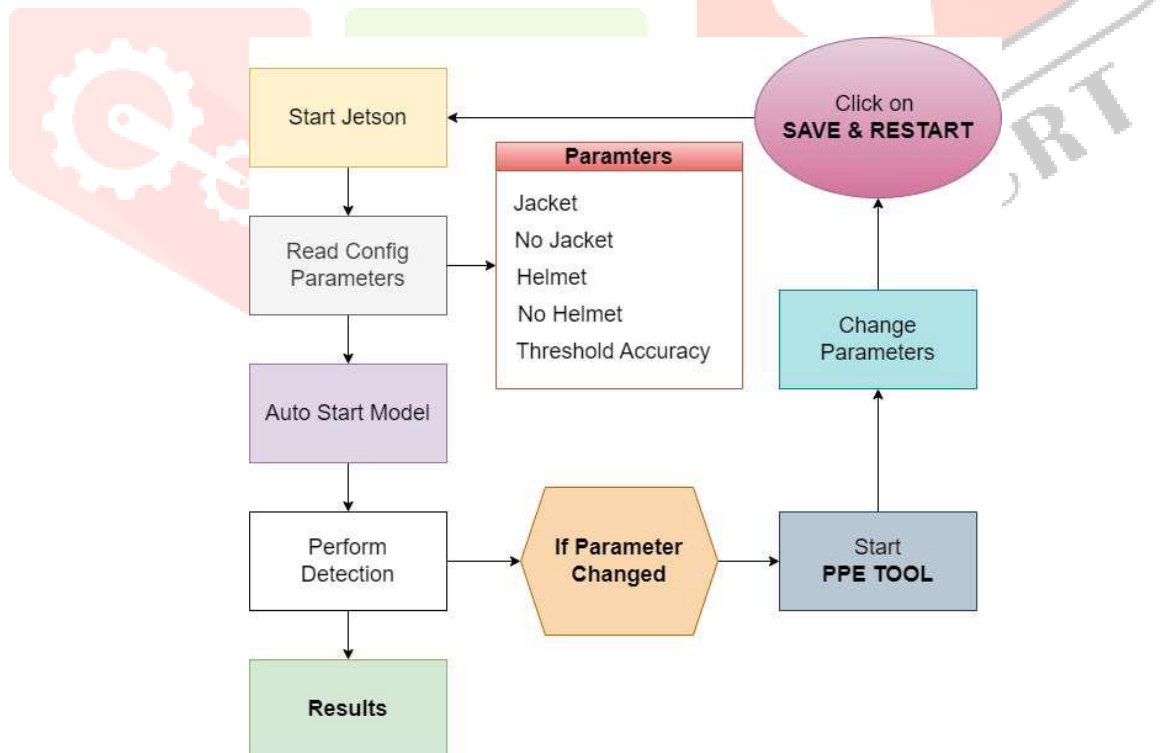 Start Jetson
Click on
SAVE & RESTART
Paramters
Jacket
No Jacket
Helmet
No Helmet
Threshold Accuracy
Read Config
Parameters
Change
Parameters
Auto Start Model
Perform
Detection
If Parameter
Changed
Start
PPE TOOL
Results